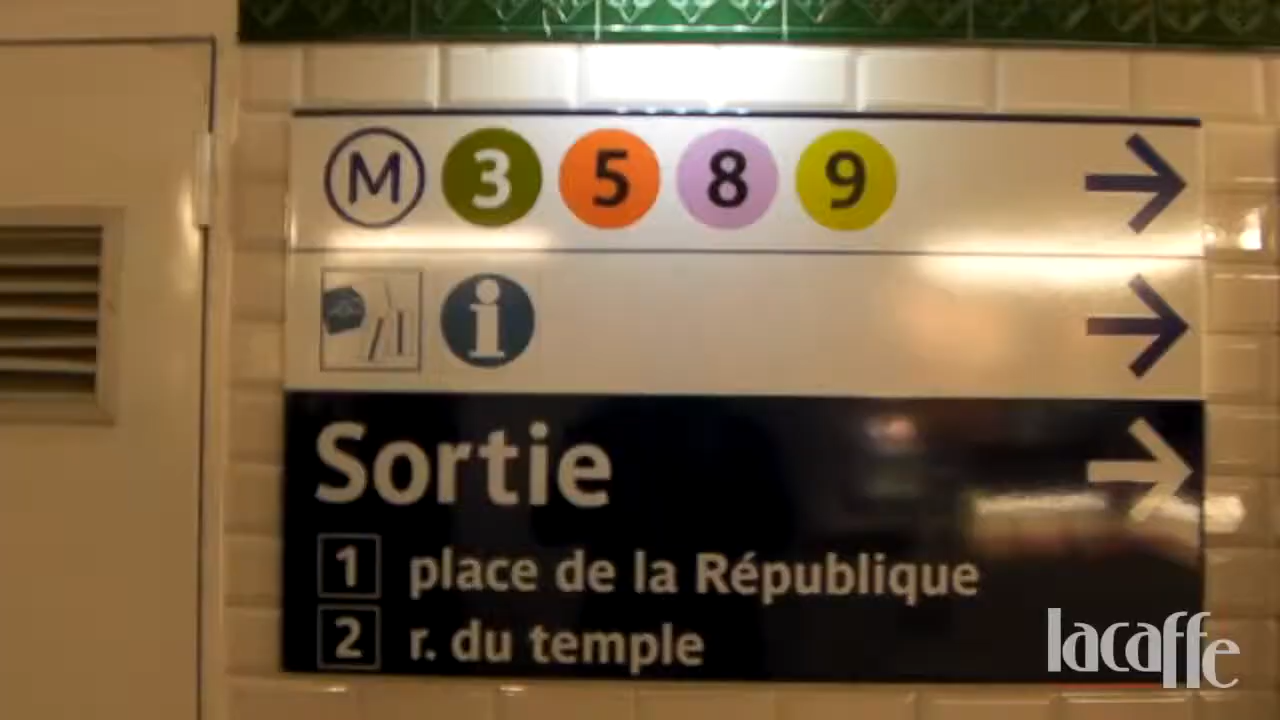 M 3 5 8 9
i
Sortie
1 place de la République
2 r. du temple
lacaffe